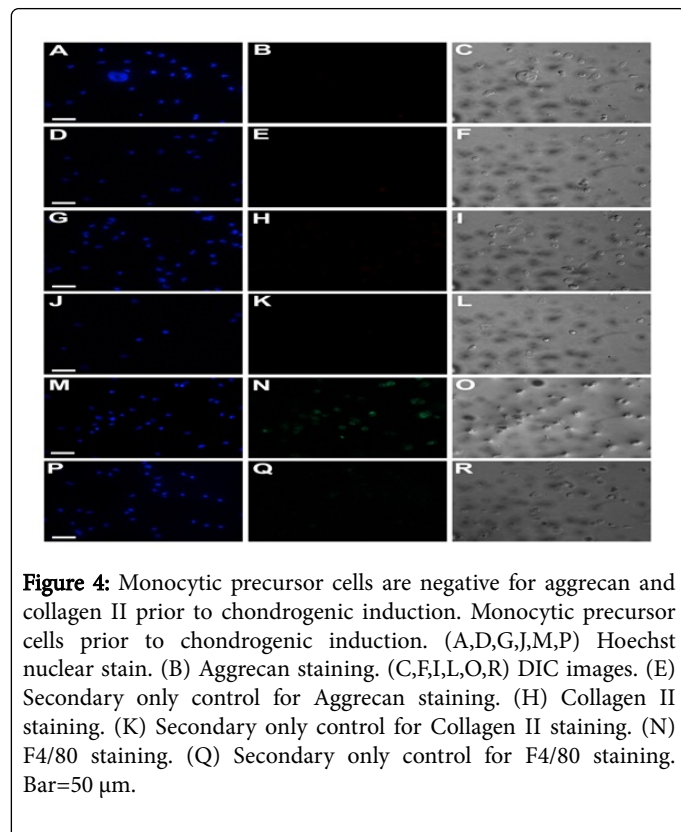 A B C
D E F
G H I
J K L
M N O
P Q R
Figure 4: Monocytic precursor cells are negative for aggrecan and
collagen II prior to chondrogenic induction. Monocytic precursor
cells prior to chondrogenic induction. (A,D,G,J,M,P) Hoechst
nuclear stain. (B) Aggrecan staining. (C,F,I,L,O,R) DIC images. (E)
Secondary only control for Aggrecan staining. (H) Collagen II
staining. (K) Secondary only control for Collagen II staining. (N)
F4/80 staining. (Q) Secondary only control for F4/80 staining.
Bar=50 μm.